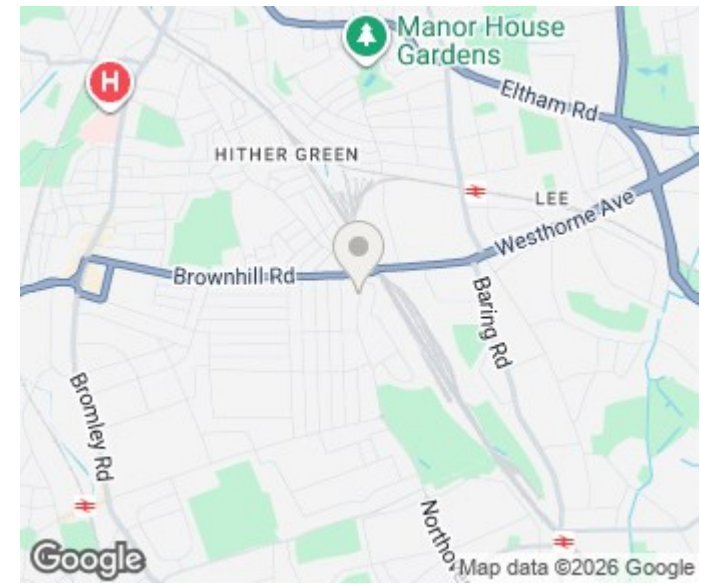 Manor House
Gardens
H
Eltham Rd
HITHER GREEN
LEE
Westhorne Ave
Brownhill Rd
Baring Rd
Bromley Rd
Northo
Google
Map data ©2026 Google